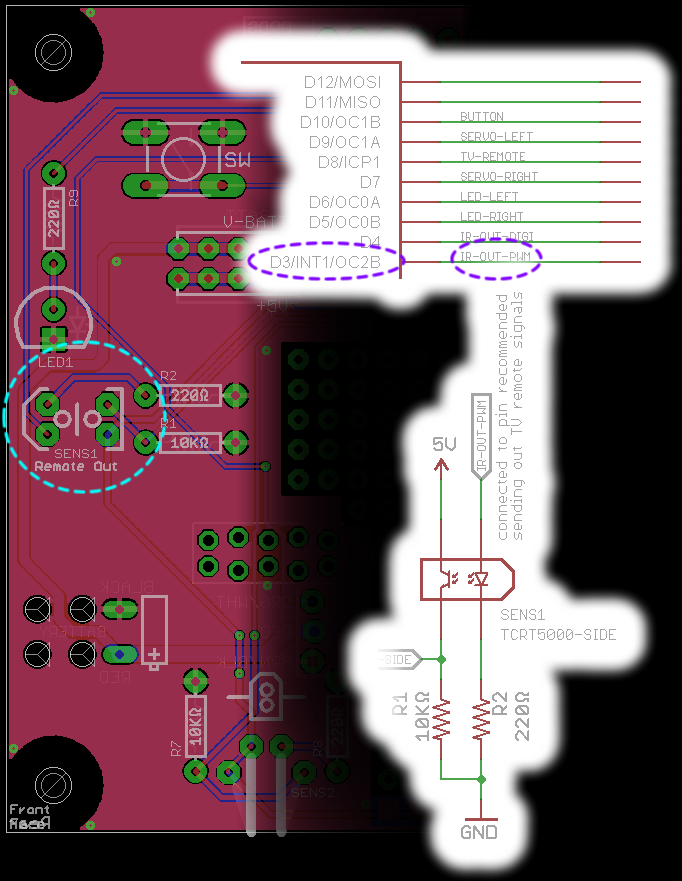 D12/MOSI
D11/MISO
D10/OC1B BUTTON
D9/OC1A SERVO-LEFT
D8/ICP1 TV-REMOTE
D7 SERVO-RIGHT
D6/OC0A LED-LEFT
D5/OC0B LED-RIGHT
D4 IR-OUT-DIGI
D3/INT1/OC2B IR-OUT-PWM
SW
R9
220Ω
V-BAT
+5V
LED1
R2
220Ω
R1
10KΩ
SENS1
Remote Out
connected to pin recommended
sending out TV remote signals
IR-OUT-PWM
5V
SENS1
TCRT5000-SIDE
-SIDE
R1
10KΩ
R2
220Ω
GND
BLACK
BATTERY
RED
R7
10KΩ
R8
220Ω
SENS2
Front